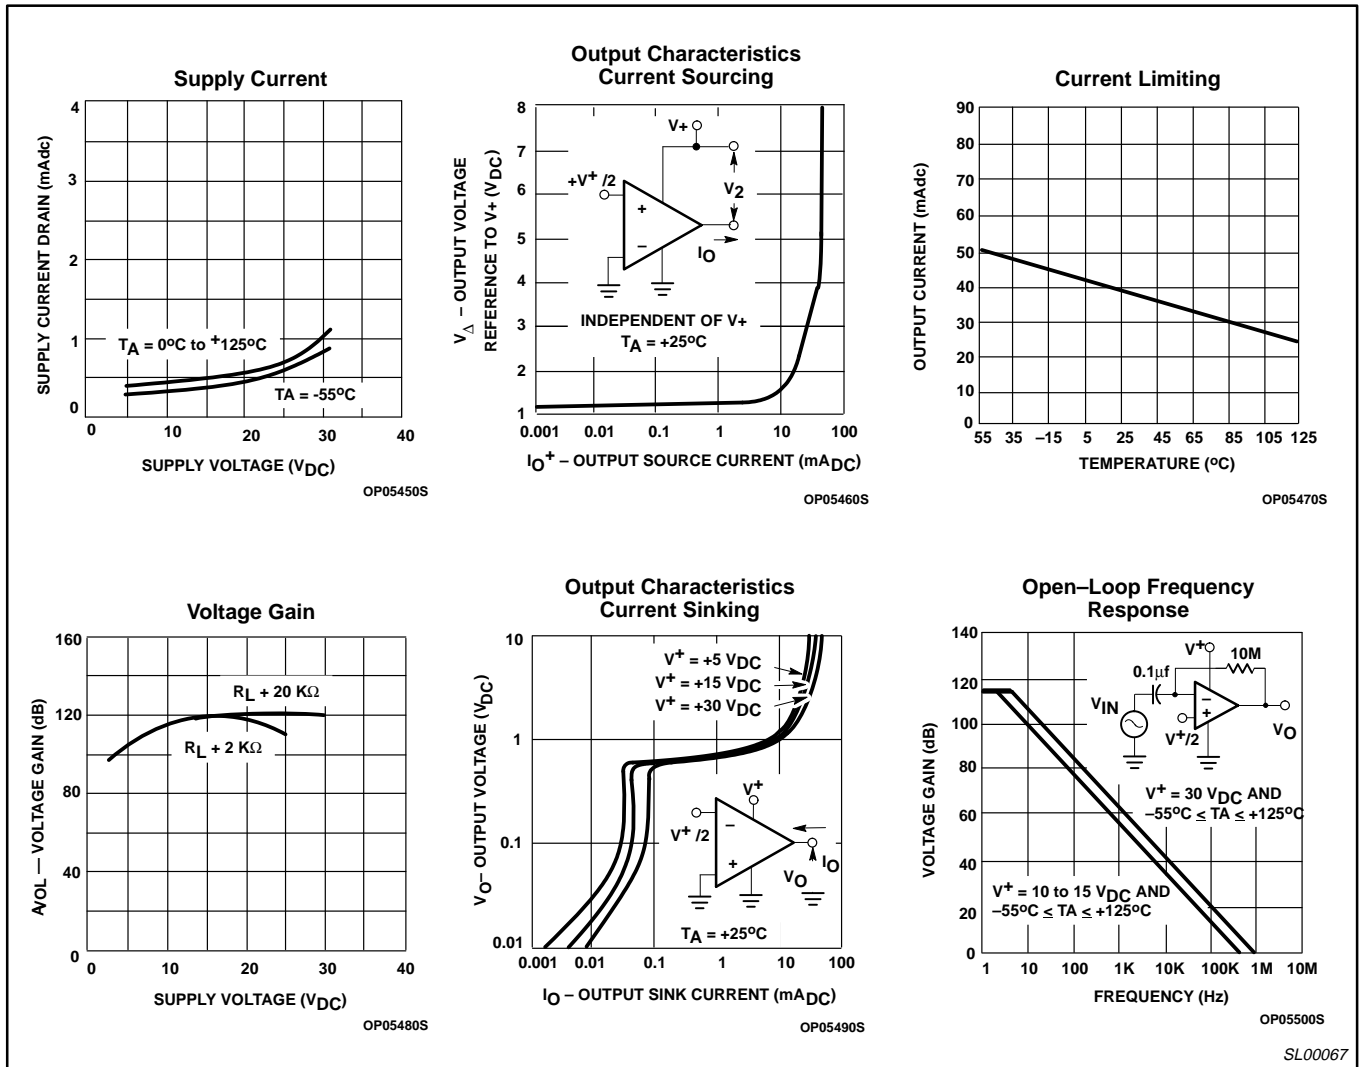 Supply Current
4
3
2
1
0
SUPPLY CURRENT DRAIN (mAdc)
TA = 0oC to +125oC
TA = -55oC
0 10 20 30 40
SUPPLY VOLTAGE (VDC)
OP05450S
Output Characteristics
Current Sourcing
8
7
6
5
4
3
2
1
V∆ – OUTPUT VOLTAGE
REFERENCE TO V+ (VDC)
V+
+V+ /2
+
–
V2
IO
INDEPENDENT OF V+
TA = +25oC
0.001 0.01 0.1 1 10 100
IO+ – OUTPUT SOURCE CURRENT (mADC)
OP05460S
Current Limiting
90
80
70
60
50
40
30
20
10
0
OUTPUT CURRENT (mAdc)
55 35 –15 5 25 45 65 85 105 125
TEMPERATURE (oC)
OP05470S
Voltage Gain
160
120
80
40
0
AVOL — VOLTAGE GAIN (dB)
RL + 20 KΩ
RL + 2 KΩ
0 10 20 30 40
SUPPLY VOLTAGE (VDC)
OP05480S
Output Characteristics
Current Sinking
10
1
0.1
0.01
VO– OUTPUT VOLTAGE (VDC)
V+ = +5 VDC
V+ = +15 VDC
V+ = +30 VDC
V+
V+ /2
–
+
IO
VO
TA = +25oC
0.001 0.01 0.1 1 10 100
IO – OUTPUT SINK CURRENT (mADC)
OP05490S
Open–Loop Frequency
Response
140
120
100
80
60
40
20
0
VOLTAGE GAIN (dB)
V+
10M
0.1µf
VIN
–
+
V+/2
VO
V+ = 30 VDC AND
–55oC ≤ TA ≤ +125oC
V+ = 10 to 15 VDC AND
–55oC ≤ TA ≤ +125oC
1 10 100 1K 10K 100K 1M 10M
FREQUENCY (Hz)
OP05500S
SL00067